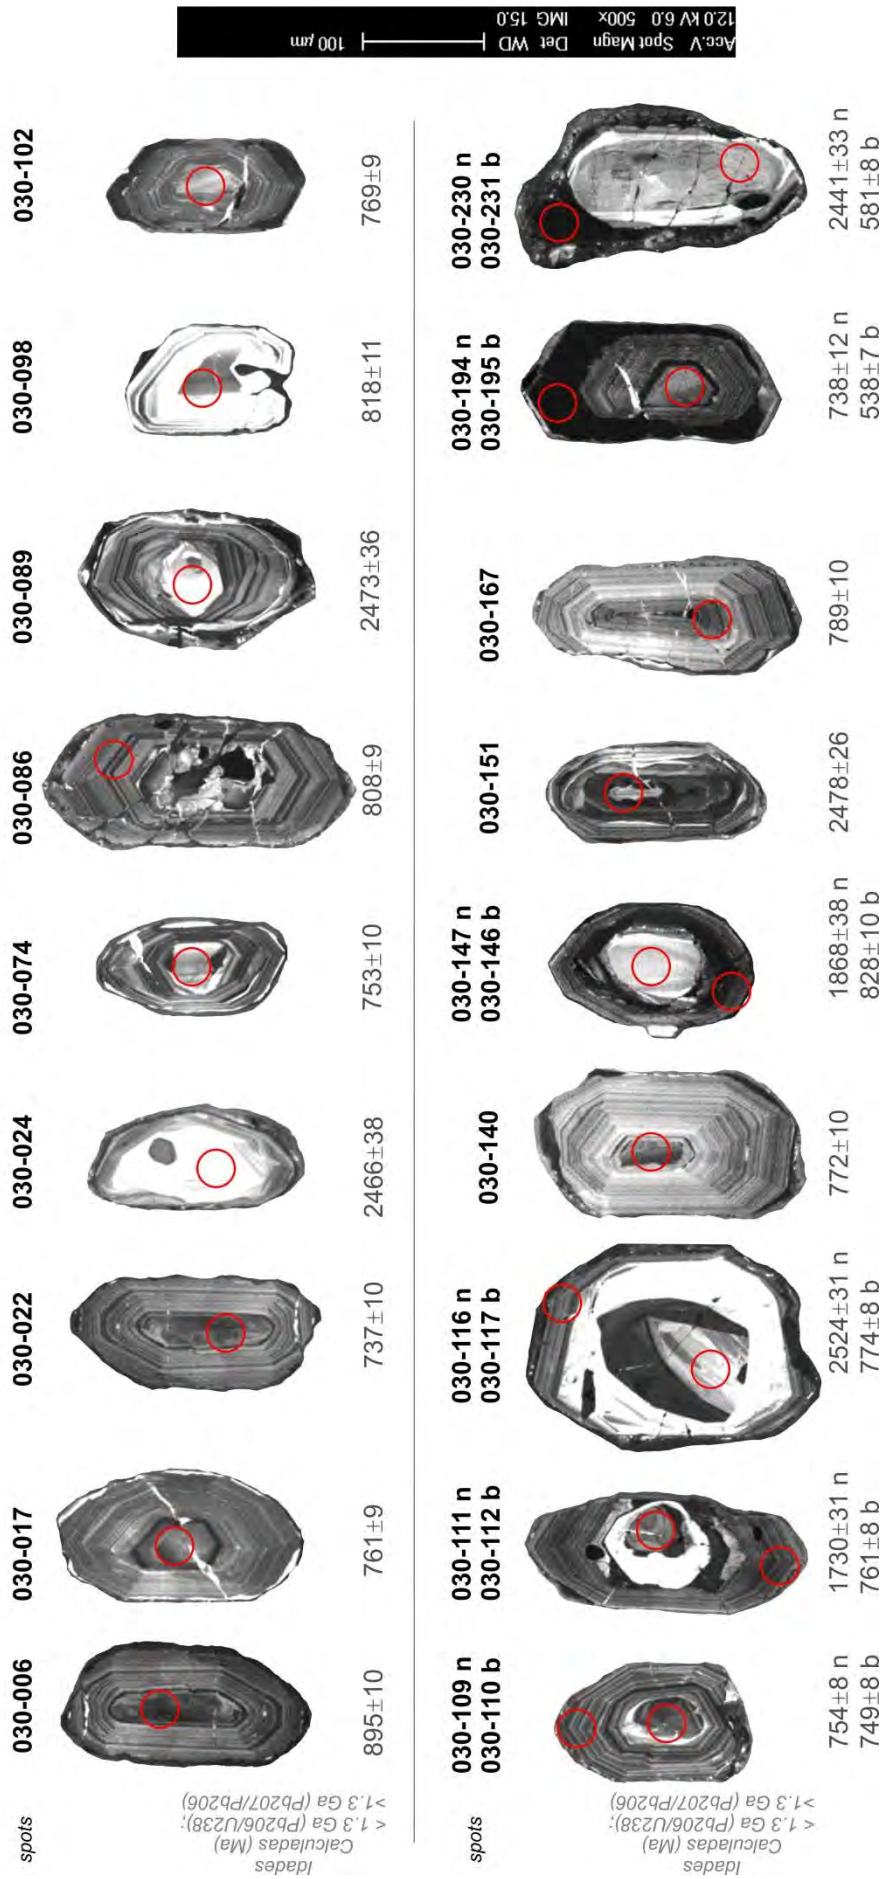 spots
030-006
030-017
030-022
030-024
030-074
030-086
030-089
030-098
030-102
Idades
Calculadas (Ma)
< 1.3 Ga (Pb206/U238);
>1.3 Ga (Pb207/Pb206)
895±10
761±9
737±10
2466±38
753±10
808±9
2473±36
818±11
769±9
spots
030-109 n
030-110 b
030-111 n
030-112 b
030-116 n
030-117 b
030-140
030-147 n
030-146 b
030-151
030-167
030-194 n
030-195 b
030-230 n
030-231 b
Idades
Calculadas (Ma)
< 1.3 Ga (Pb206/U238);
>1.3 Ga (Pb207/Pb206)
754±8 n
749±8 b
1730±31 n
761±8 b
2524±31 n
774±8 b
772±10
1868±38 n
828±10 b
2478±26
789±10
738±12 n
538±7 b
2441±33 n
581±8 b
Acc.V Spot Magn Det WD 100 µm
12.0 kV 6.0 500x IMG 15.0